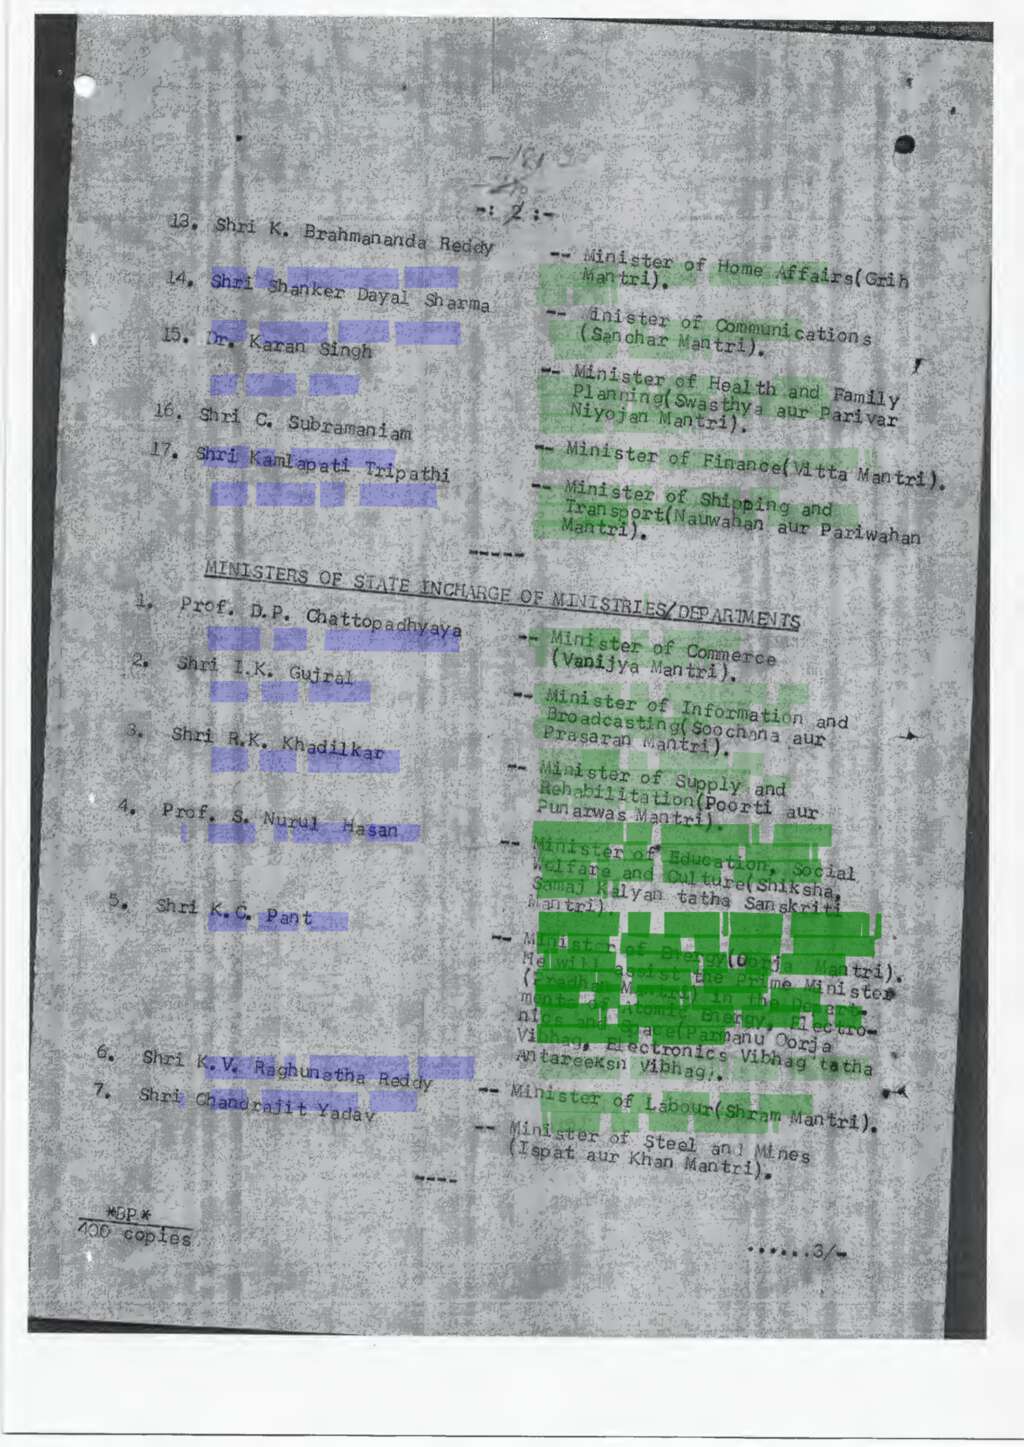 -: 2 :-
13. Shri K. Brahmananda Reddy -- Minister of Home Affairs(Grih
Mantri).
14. Shri Shanker Dayal Sharma -- Minister of Communications
(Sanchar Mantri).
15. Dr. Karan Singh -- Minister of Health and Family
Planning(Swasthya aur Parivar
Niyojan Mantri).
16. Shri C. Subramaniam -- Minister of Finance(Vitta Mantri).
17. Shri Kamlapati Tripathi -- Minister of Shipping and
Transport(Nauwahan aur Pariwahan
Mantri).
-----
MINISTERS OF STATE INCHARGE OF MINISTRIES/DEPARTMENTS
1. Prof. D.P. Chattopadhyaya -- Minister of Commerce
(Vanijya Mantri).
2. Shri I.K. Gujral -- Minister of Information and
Broadcasting(Soochana aur
Prasaran Mantri).
3. Shri R.K. Khadilkar -- Minister of Supply and
Rehabilitation(Poorti aur
Punarwas Mantri).
4. Prof. S. Nurul Hasan -- Minister of Education, Social
Welfare and Culture(Shiksha,
Samaj Kalyan tatha Sanskriti
Mantri).
5. Shri K.C. Pant -- Minister of Energy(Oorja Mantri).
He will assist the Prime Minister
(Pradhan Mantri) in the Depart-
ments of Atomic Energy, Electro-
nics and Space(Parmanu Oorja
Vibhag, Electronics Vibhag tatha
Antareeksh Vibhag).
6. Shri K.V. Raghunatha Reddy -- Minister of Labour(Shram Mantri).
7. Shri Chandrajit Yadav -- Minister of Steel and Mines
(Ispat aur Khan Mantri).
----
*BP*
400 copies
......3/-